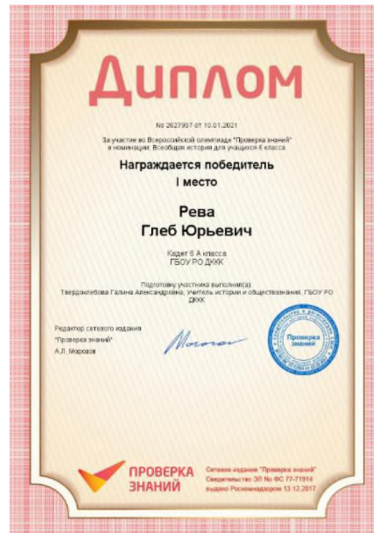 Диплом
No 2627957 от 10.01.2021
За участие во Всероссийской олимпиаде "Проверка знаний"
в номинации: Всеобщая история для учащихся 6 класса
Награждается победитель
I место
Рева
Глеб Юрьевич
Кадет 6 А класса
ГБОУ РО ДККК
Подготовку участника выполнил(а)
Твердохлебова Галина Александровна, учитель истории и обществознания, ГБОУ РО
ДККК
Редактор сетевого издания
"Проверка знаний"
А.Л. Морозов
Проверка
знаний
ПРОВЕРКА
ЗНАНИЙ
Сетевое издание "Проверка знаний"
Свидетельство ЭЛ No ФС 77-71914
выдано Роскомнадзором 13.12.2017